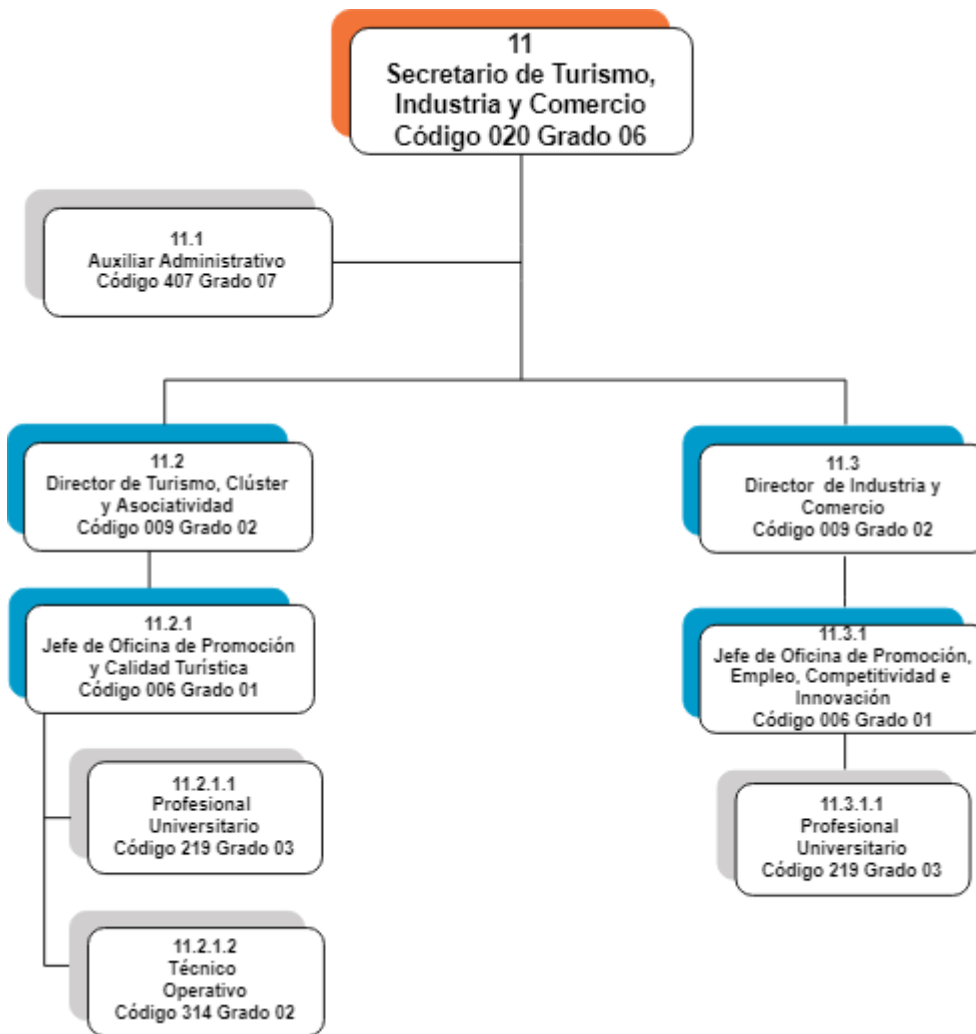 11
Secretario de Turismo,
Industria y Comercio
Código 020 Grado 06
11.1
Auxiliar Administrativo
Código 407 Grado 07
11.2
Director de Turismo, Clúster
y Asociatividad
Código 009 Grado 02
11.3
Director de Industria y
Comercio
Código 009 Grado 02
11.2.1
Jefe de Oficina de Promoción
y Calidad Turística
Código 006 Grado 01
11.3.1
Jefe de Oficina de Promoción,
Empleo, Competitividad e
Innovación
Código 006 Grado 01
11.2.1.1
Profesional
Universitario
Código 219 Grado 03
11.3.1.1
Profesional
Universitario
Código 219 Grado 03
11.2.1.2
Técnico
Operativo
Código 314 Grado 02